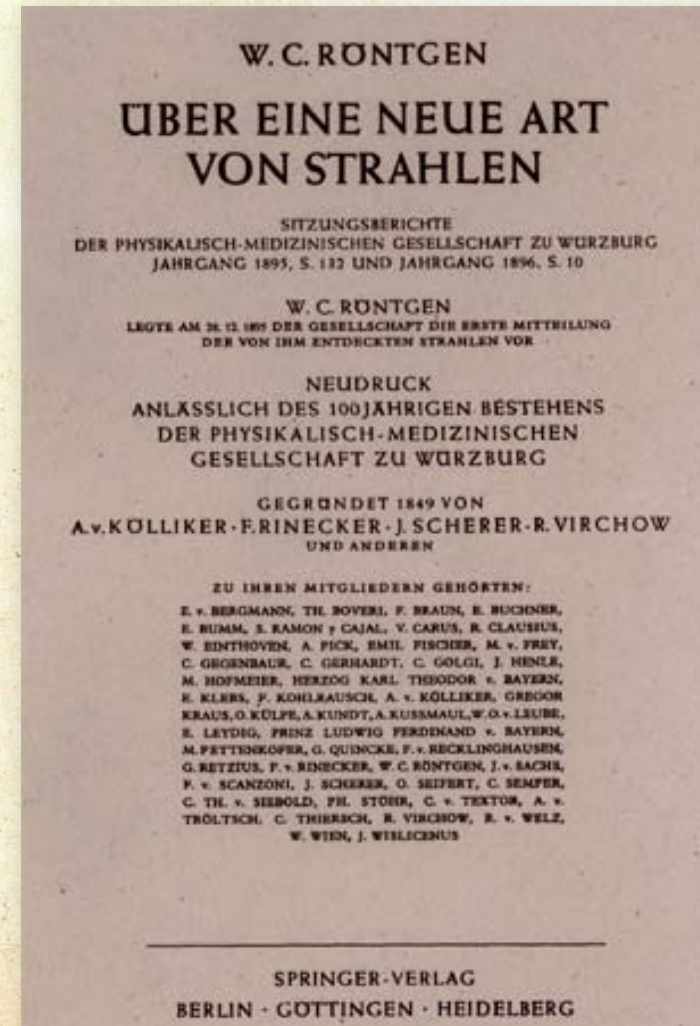 W. C. RÖNTGEN
ÜBER EINE NEUE ART
VON STRAHLEN
SITZUNGSBERICHTE
DER PHYSIKALISCH-MEDIZINISCHEN GESELLSCHAFT ZU WÜRZBURG
JAHRGANG 1895, S. 132 UND JAHRGANG 1896, S. 10
W. C. RÖNTGEN
LEGTE AM 28. 12. 1895 DER GESELLSCHAFT DIE ERSTE MITTEILUNG
DER VON IHM ENTDECKTEN STRAHLEN VOR
NEUDRUCK
ANLÄSSLICH DES 100JÄHRIGEN BESTEHENS
DER PHYSIKALISCH-MEDIZINISCHEN
GESELLSCHAFT ZU WÜRZBURG
GEGRÜNDET 1849 VON
A.v. KÖLLIKER · F. RINECKER · J. SCHERER · R. VIRCHOW
UND ANDEREN
ZU IHREN MITGLIEDERN GEHÖRTEN:
E. v. BERGMANN, TH. BOVERI, F. BRAUN, E. BUCHNER,
E. BUMM, S. RAMON y CAJAL, V. CARUS, R. CLAUSIUS,
W. EINTHOVEN, A. FICK, EMIL FISCHER, M. v. FREY,
C. GEGENBAUR, C. GERHARDT, C. GOLGI, J. HENLE,
M. HOFMEIER, HERZOG KARL THEODOR v. BAYERN,
E. KLEBS, F. KOHLRAUSCH, A. v. KÖLLIKER, GREGOR
KRAUS, O. KÜLPE, A. KUNDT, A. KUSSMAUL, W. O. v. LEUBE,
E. LEYDIG, PRINZ LUDWIG FERDINAND v. BAYERN,
M. PETTENKOFER, G. QUINCKE, F. v. RECKLINGHAUSEN,
G. RETZIUS, F. v. RINECKER, W. C. RÖNTGEN, J. v. SACHS,
F. v. SCANZONI, J. SCHERER, O. SEIFERT, C. SEMPER,
C. TH. v. SIEBOLD, PH. STÖHR, C. v. TEXTOR, A. v.
TRÖLTSCH, C. THIERSCH, R. VIRCHOW, R. v. WELZ,
W. WIEN, J. WISLICENUS
SPRINGER-VERLAG
BERLIN · GÖTTINGEN · HEIDELBERG